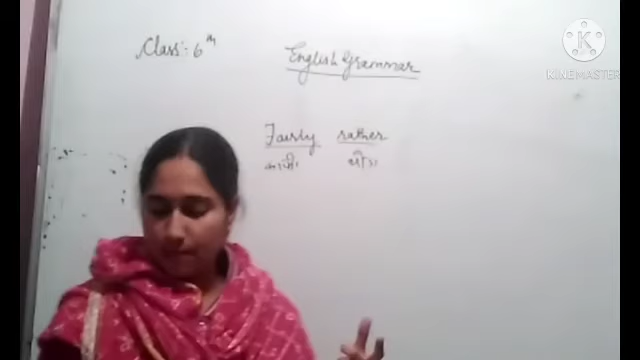 Class:- 6th
English Grammar
KINEMASTER
Fairly rather
काफी थोड़ा